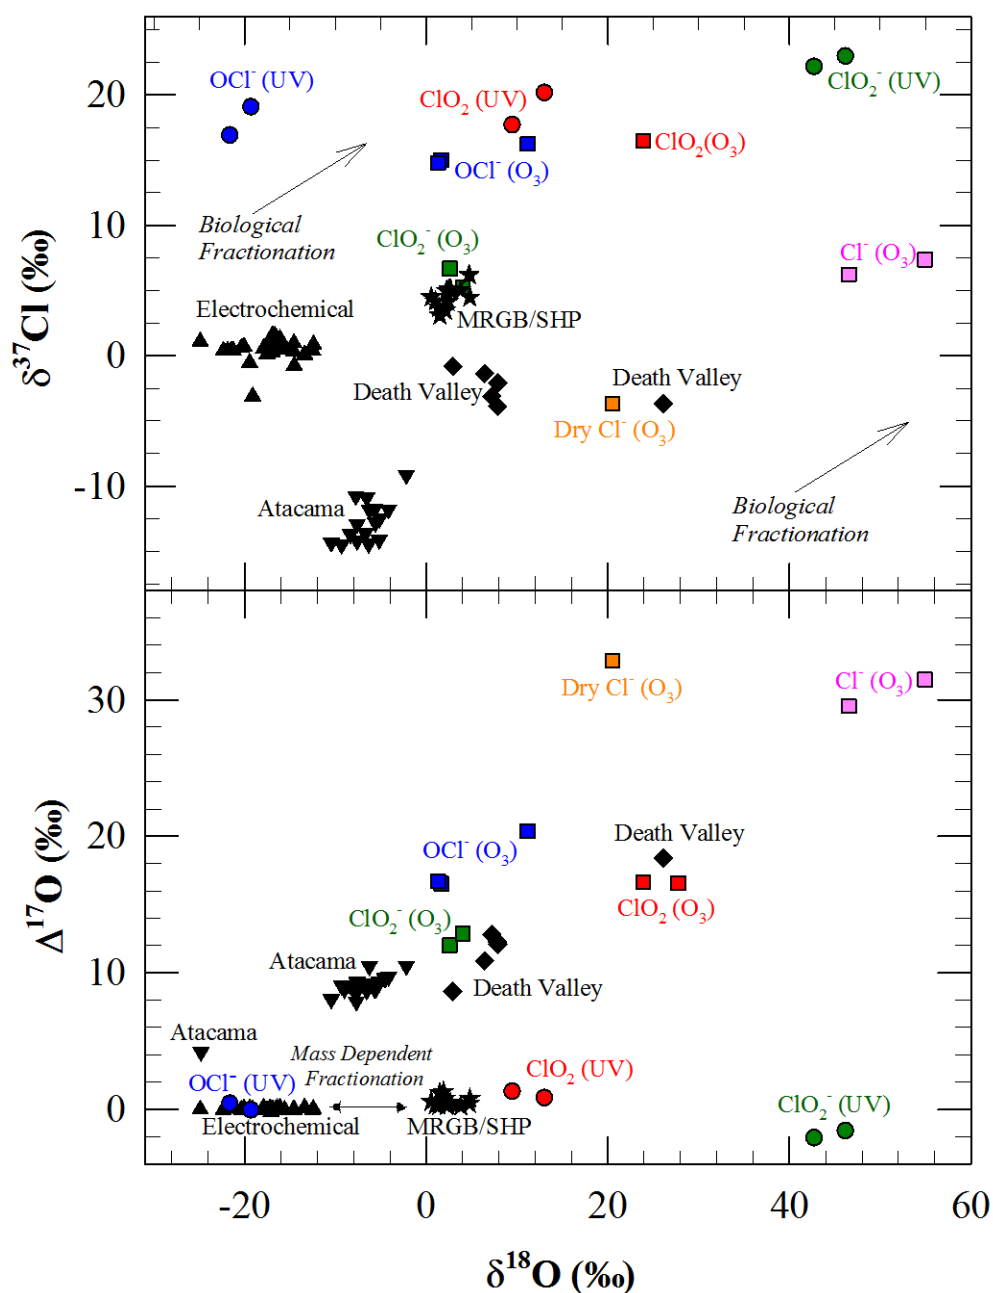 OCl⁻ (UV)
ClO₂ (UV)
ClO₂⁻ (UV)
ClO₂(O₃)
OCl⁻ (O₃)
Biological
Fractionation
ClO₂⁻ (O₃)
Cl⁻ (O₃)
Electrochemical
MRGB/SHP
Death Valley
Death Valley
Dry Cl⁻ (O₃)
Atacama
Biological
Fractionation
20
10
0
-10
δ³⁷Cl (‰)
Dry Cl⁻ (O₃)
Cl⁻ (O₃)
Death Valley
OCl⁻ (O₃)
ClO₂ (O₃)
ClO₂⁻ (O₃)
Atacama
Death Valley
Atacama
Mass Dependent
Fractionation
OCl⁻ (UV)
ClO₂ (UV)
ClO₂⁻ (UV)
Electrochemical
MRGB/SHP
30
20
10
0
Δ¹⁷O (‰)
-20 0 20 40 60
δ¹⁸O (‰)